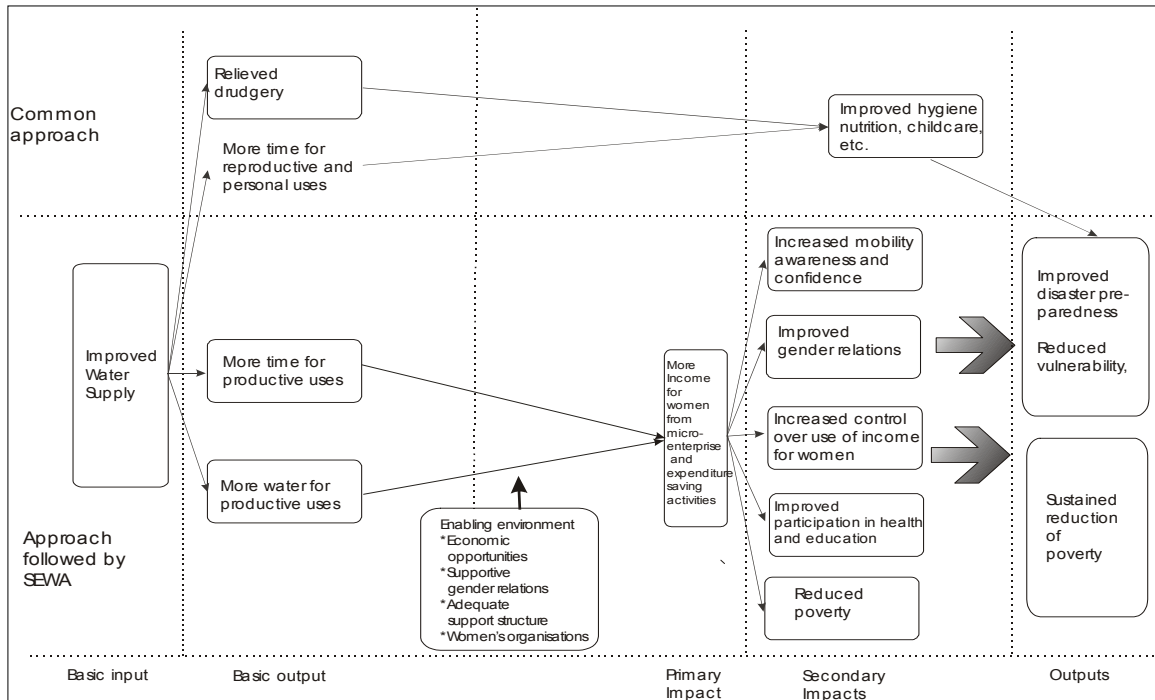 Common
approach
Relieved
drudgery
More time for
reproductive and
personal uses
Improved hygiene
nutrition, childcare,
etc.
Approach
followed by
SEWA
Improved
Water
Supply
More time for
productive uses
More water for
productive uses
Enabling environment
*Economic
opportunities
*Supportive
gender relations
*Adequate
support structure
*Women's organisations
More
Income
for
women
from
micro-
enterprise
and
expenditure
saving
activities
Increased mobility
awareness and
confidence
Improved
gender relations
Increased control
over use of income
for women
Improved
participation in health
and education
Reduced
poverty
Improved
disaster pre-
paredness
Reduced
vulnerability,
Sustained
reduction
of
poverty
Basic input
Basic output
Primary
Impact
Secondary
Impacts
Outputs